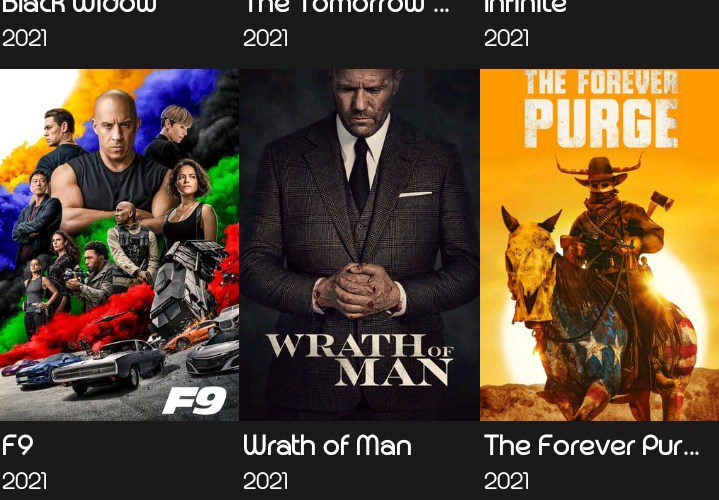 Black Widow
The Tomorrow ...
Infinite
2021
2021
2021
THE FOREVER
PURGE
WRATH OF
MAN
F9
F9
Wrath of Man
The Forever Pur...
2021
2021
2021